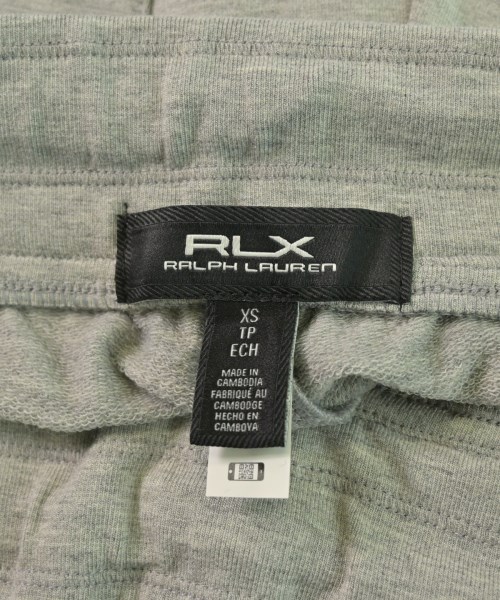 RLX
RALPH LAUREN
XS
TP
ECH
MADE IN
CAMBODIA
FABRIQUÉ AU
CAMBODGE
HECHO EN
CAMBOYA